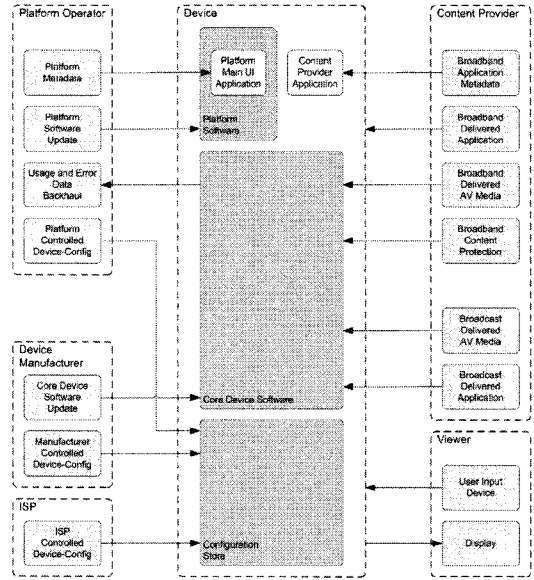 Platform Operator
Platform
Metadata
Platform
Software
Update
Usage and Error
Data
Backhaul
Platform
Controlled
Device-Config
Device
Manufacturer
Core Device
Software
Update
Manufacturer
Controlled
Device-Config
ISP
ISP
Controlled
Device-Config
Device
Platform
Main UI
Application
Content
Provider
Application
Platform
Software
Core Device Software
Configuration
Store
Content Provider
Broadband
Application
Metadata
Broadband
Delivered
Application
Broadband
Delivered
AV Media
Broadband
Content
Protection
Broadcast
Delivered
AV Media
Broadcast
Delivered
Application
Viewer
User Input
Device
Display